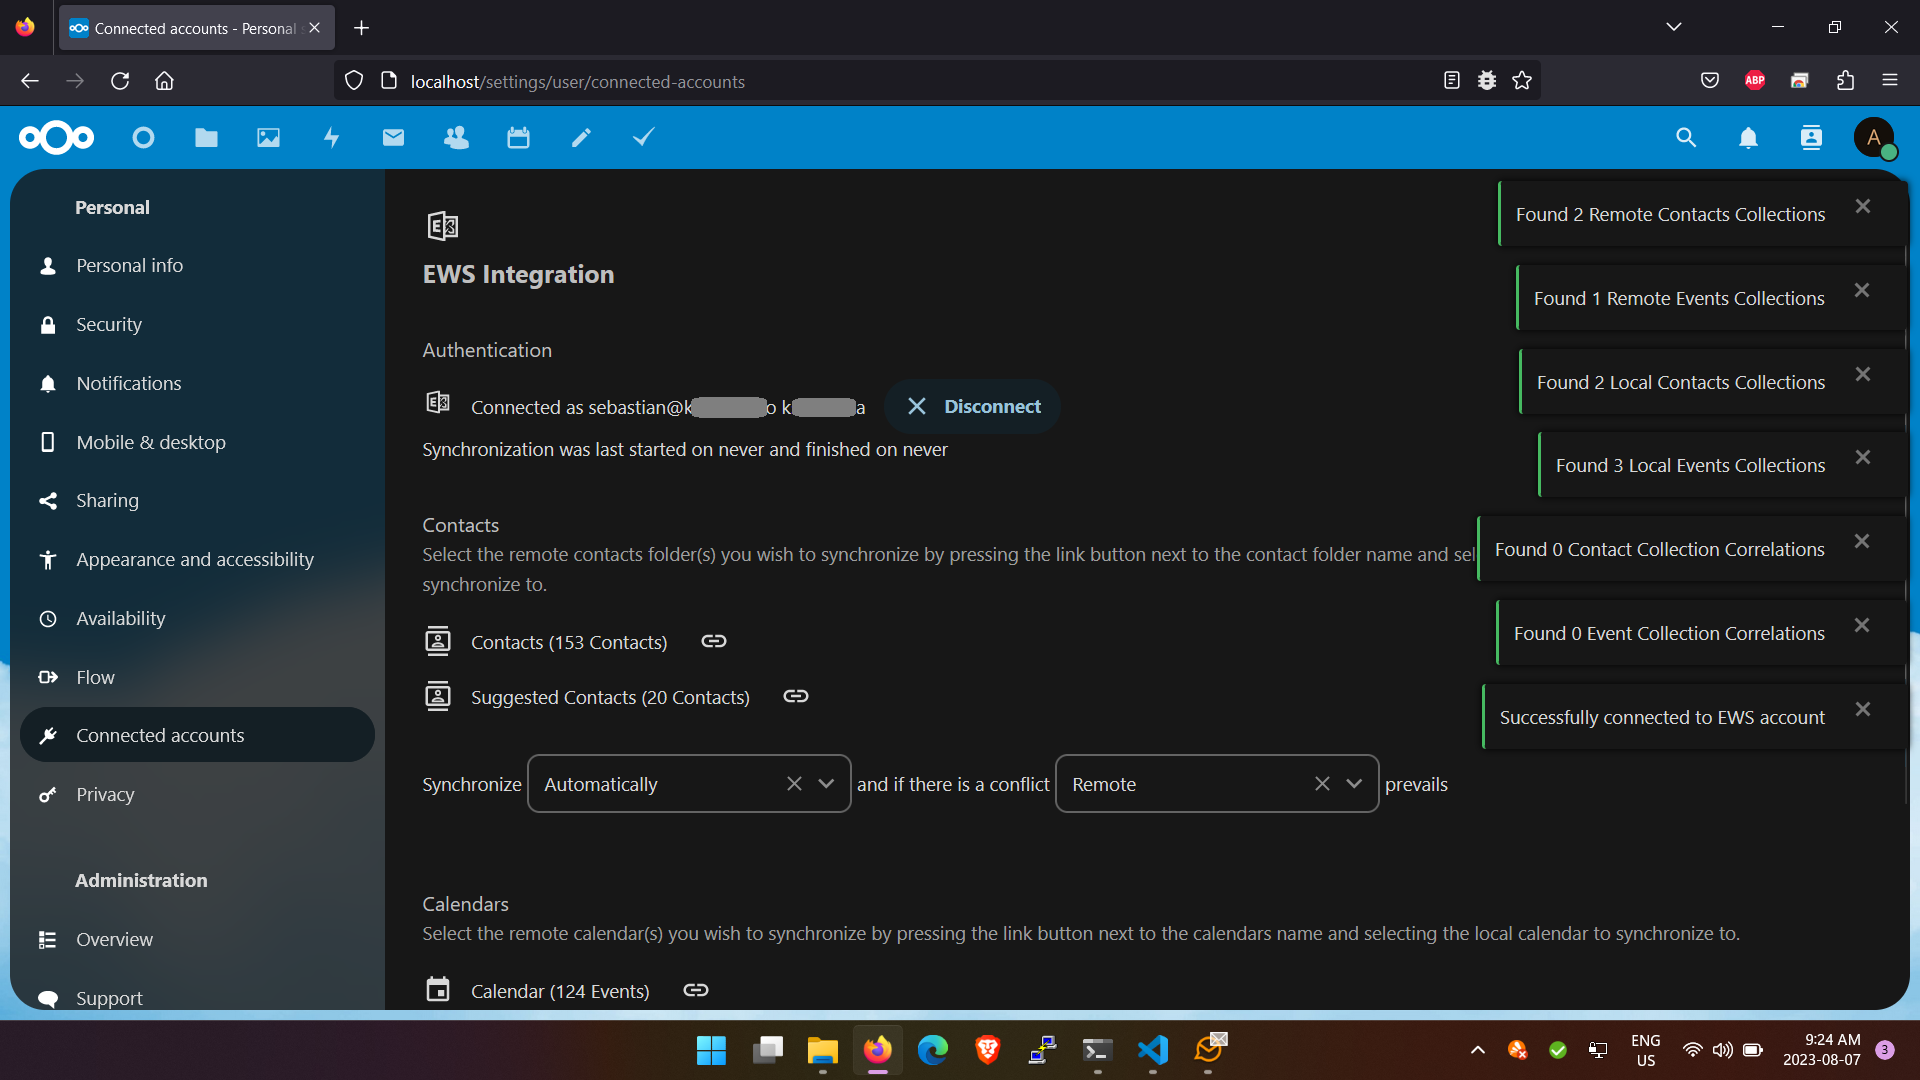 Connected accounts - Personal
localhost/settings/user/connected-accounts
ABP
A
Personal
Personal info
Security
Notifications
Mobile & desktop
Sharing
Appearance and accessibility
Availability
Flow
Connected accounts
Privacy
Administration
Overview
Support
EWS Integration
Authentication
Connected as sebastian@k o k a
Disconnect
Synchronization was last started on never and finished on never
Contacts
Select the remote contacts folder(s) you wish to synchronize by pressing the link button next to the contact folder name and sel
synchronize to.
Contacts (153 Contacts)
Suggested Contacts (20 Contacts)
Synchronize Automatically and if there is a conflict Remote prevails
Calendars
Select the remote calendar(s) you wish to synchronize by pressing the link button next to the calendars name and selecting the local calendar to synchronize to.
Calendar (124 Events)
Found 2 Remote Contacts Collections
Found 1 Remote Events Collections
Found 2 Local Contacts Collections
Found 3 Local Events Collections
Found 0 Contact Collection Correlations
Found 0 Event Collection Correlations
Successfully connected to EWS account
ENG
US
9:24 AM
2023-08-07
3